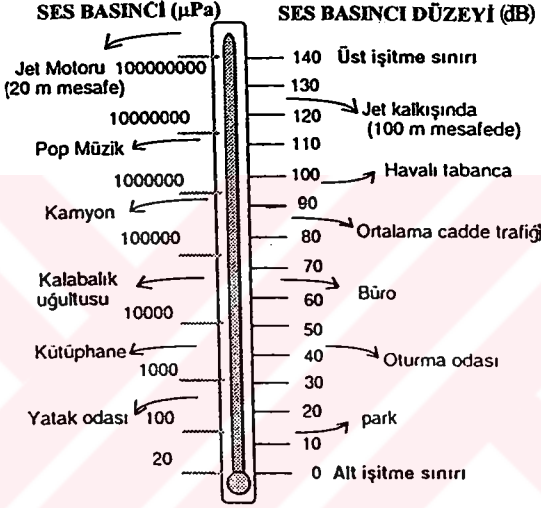 SES BASINCI (µPa)
SES BASINCI DÜZEYİ (dB)
Jet Motoru 100000000
(20 m mesafe)
140 Üst işitme sınırı
130
10000000
120
Jet kalkışında
(100 m mesafede)
Pop Müzik
110
1000000
100
Havalı tabanca
Kamyon
90
100000
80
Ortalama cadde trafiği
70
Kalabalık
uğultusu
60
Büro
10000
50
Kütüphane
40
Oturma odası
1000
30
Yatak odası 100
20
park
10
20
0 Alt işitme sınırı